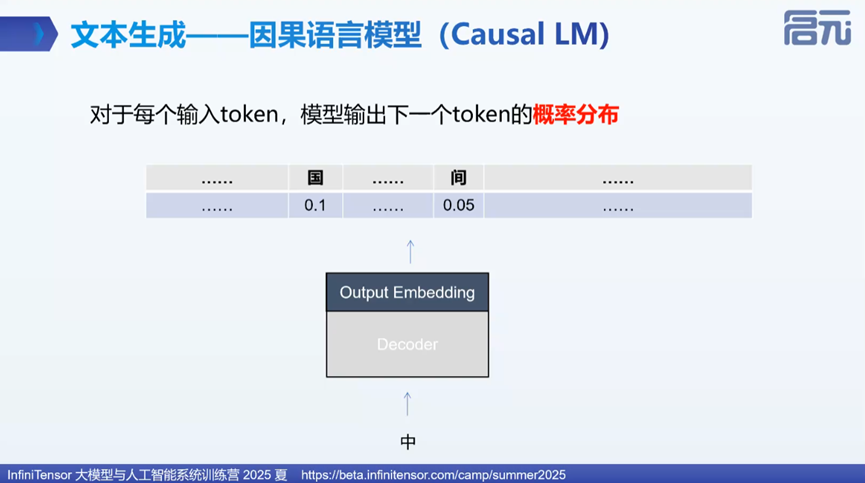 文本生成——因果语言模型（Causal LM)
启元
对于每个输入token，模型输出下一个token的概率分布
…… 国 …… 间 ……
…… 0.1 …… 0.05 ……
Output Embedding
Decoder
中
InfiniTensor 大模型与人工智能系统训练营 2025 夏 https://beta.infinitensor.com/camp/summer2025